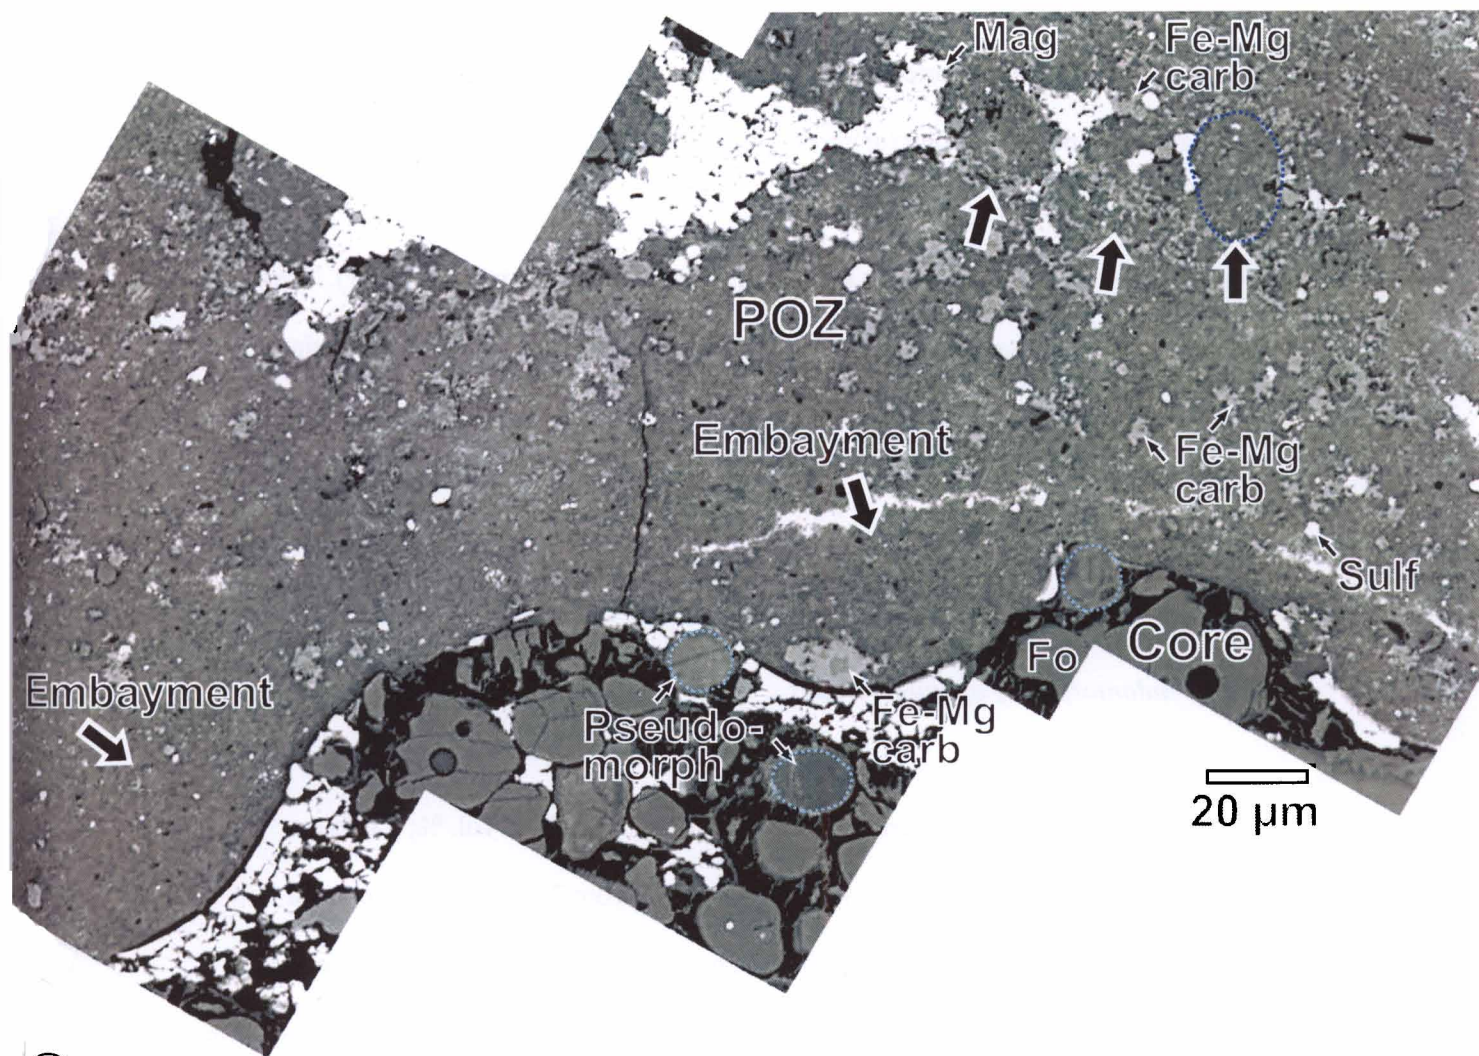 Mag
Fe-Mg
carb
POZ
Embayment
Fe-Mg
carb
Sulf
Core
Fo
Embayment
Pseudo-
morph
Fe-Mg
carb
20 µm